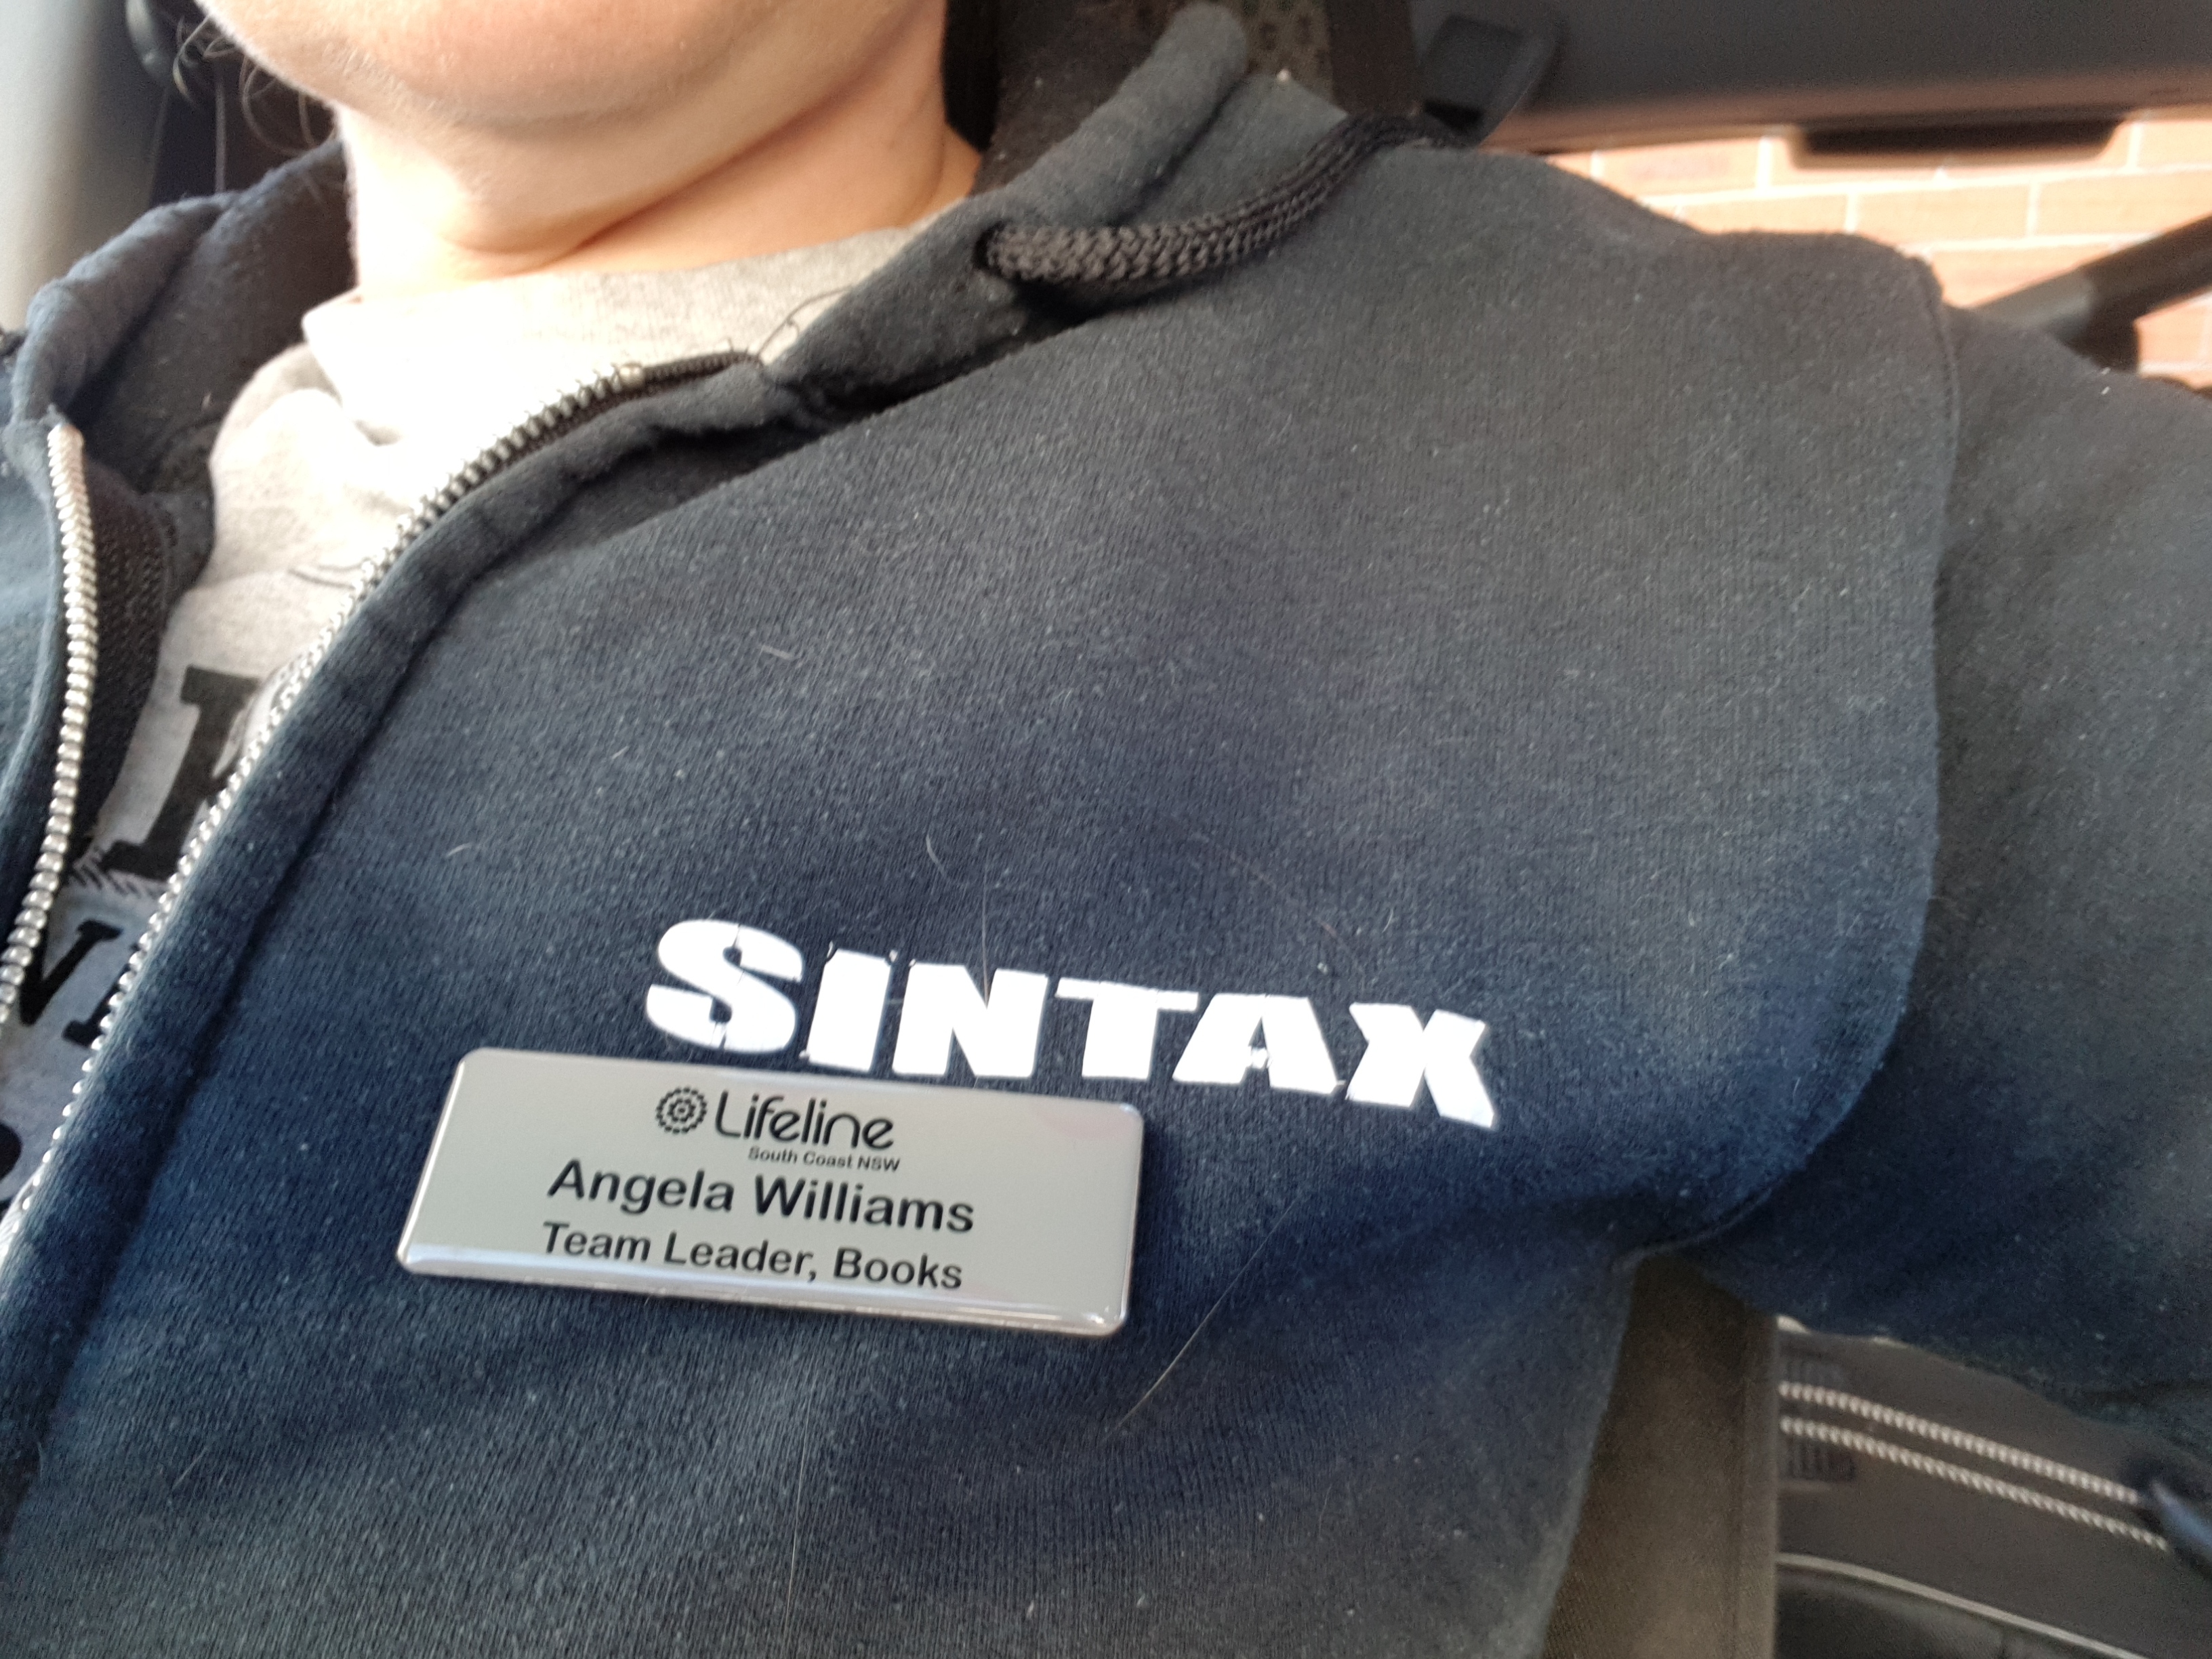 SINTAX
Lifeline
South Coast NSW
Angela Williams
Team Leader, Books